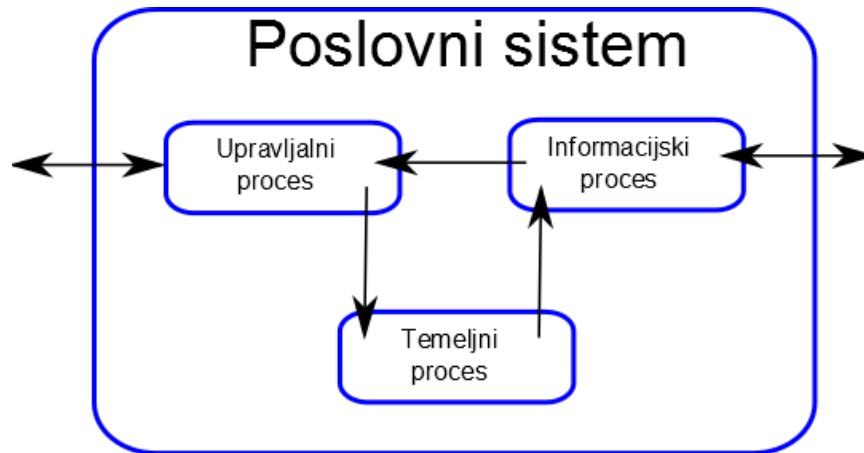 Poslovni sistem
Upravljalni
proces
Informacijski
proces
Temeljni
proces